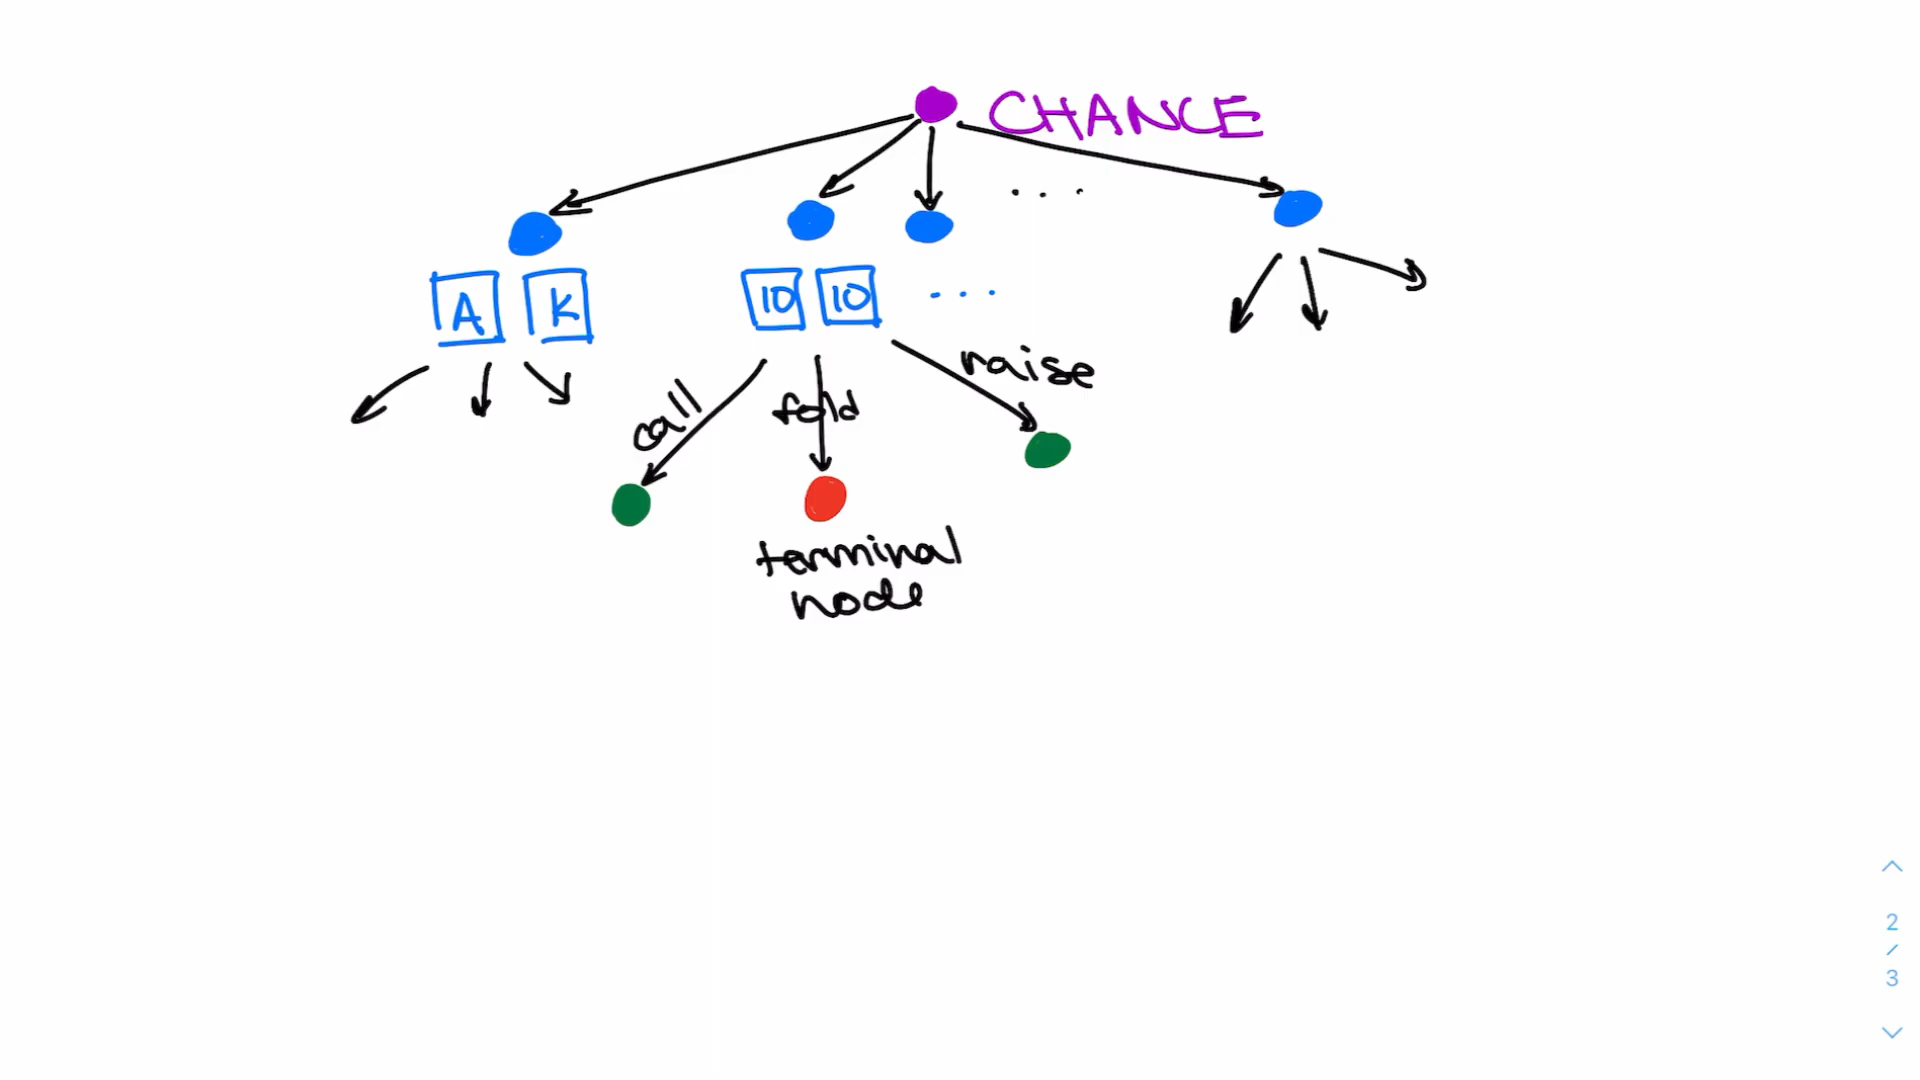 CHANCE
...
A K
10 10 ...
raise
call
fold
terminal
node
2
/
3